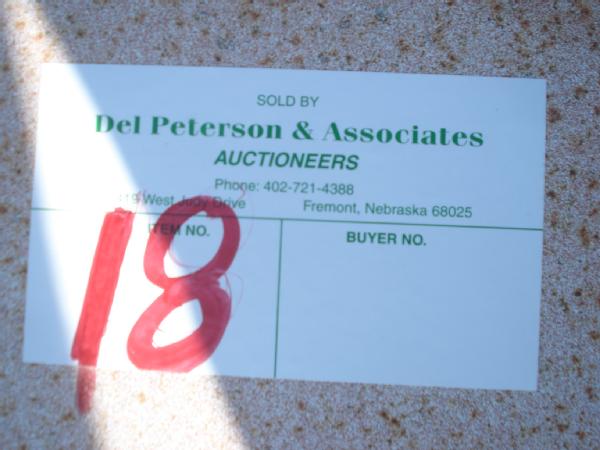 SOLD BY
Del Peterson & Associates
AUCTIONEERS
Phone: 402-721-4388
West Judy Drive Fremont, Nebraska 68025
ITEM NO. BUYER NO.
18